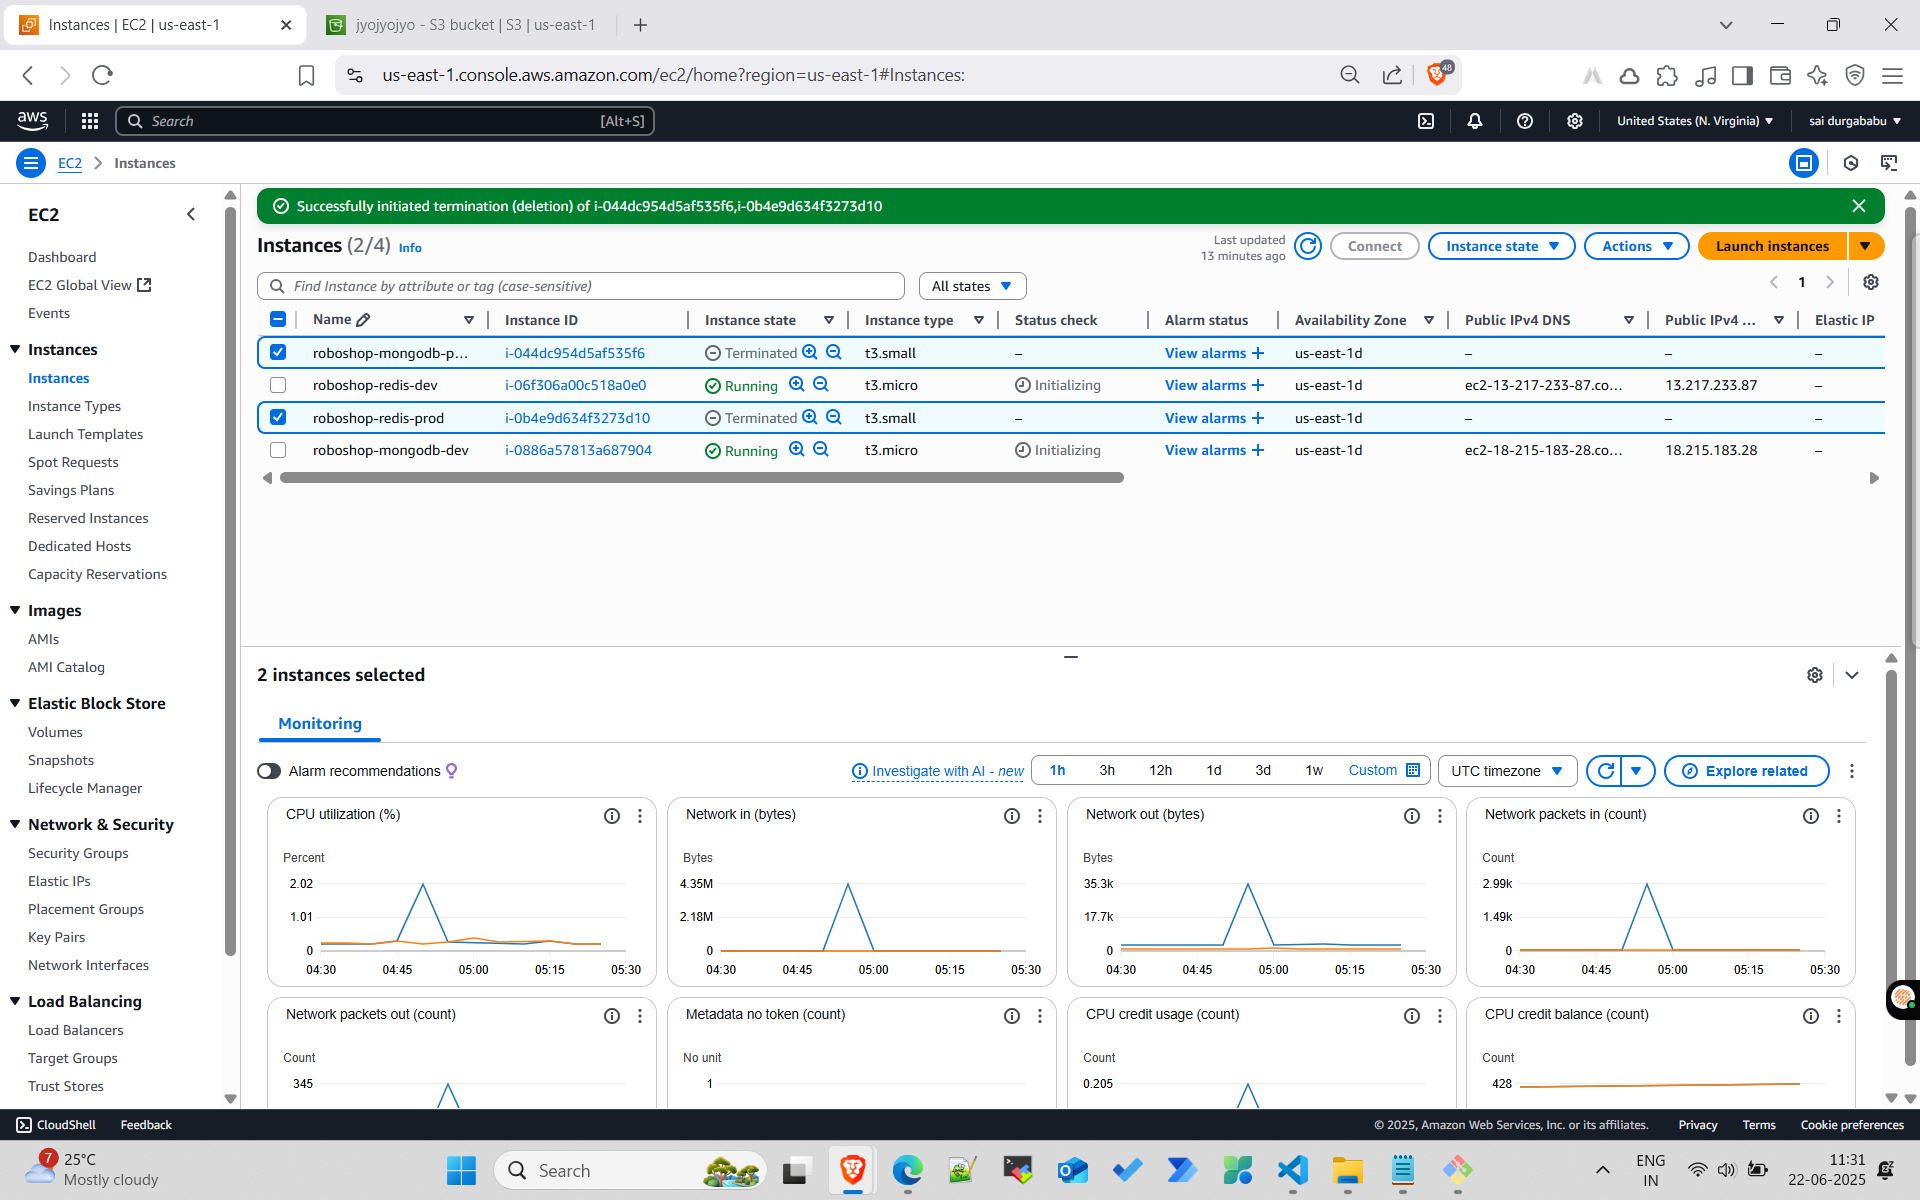 Instances | EC2 | us-east-1
jyojyojyo - S3 bucket | S3 | us-east-1
us-east-1.console.aws.amazon.com/ec2/home?region=us-east-1#Instances:
48
aws
Search
[Alt+S]
United States (N. Virginia)
sai durgababu
EC2
Instances
EC2
Dashboard
EC2 Global View
Events
Instances
Instances
Instance Types
Launch Templates
Spot Requests
Savings Plans
Reserved Instances
Dedicated Hosts
Capacity Reservations
Images
AMIs
AMI Catalog
Elastic Block Store
Volumes
Snapshots
Lifecycle Manager
Network & Security
Security Groups
Elastic IPs
Placement Groups
Key Pairs
Network Interfaces
Load Balancing
Load Balancers
Target Groups
Trust Stores
Successfully initiated termination (deletion) of i-044dc954d5af535f6,i-0b4e9d634f3273d10
Instances (2/4) Info
Last updated
13 minutes ago
Connect
Instance state
Actions
Launch instances
Find Instance by attribute or tag (case-sensitive)
All states
1
Name Instance ID Instance state Instance type Status check Alarm status Availability Zone Public IPv4 DNS Public IPv4 ... Elastic IP
roboshop-mongodb-p... i-044dc954d5af535f6 Terminated t3.small – View alarms + us-east-1d – – –
roboshop-redis-dev i-06f306a00c518a0e0 Running t3.micro Initializing View alarms + us-east-1d ec2-13-217-233-87.co... 13.217.233.87 –
roboshop-redis-prod i-0b4e9d634f3273d10 Terminated t3.small – View alarms + us-east-1d – – –
roboshop-mongodb-dev i-0886a57813a687904 Running t3.micro Initializing View alarms + us-east-1d ec2-18-215-183-28.co... 18.215.183.28 –
2 instances selected
Monitoring
Alarm recommendations
Investigate with AI - new
1h 3h 12h 1d 3d 1w Custom
UTC timezone
Explore related
CPU utilization (%)
Percent
2.02
1.01
0
04:30 04:45 05:00 05:15 05:30
Network in (bytes)
Bytes
4.35M
2.18M
0
04:30 04:45 05:00 05:15 05:30
Network out (bytes)
Bytes
35.3k
17.7k
0
04:30 04:45 05:00 05:15 05:30
Network packets in (count)
Count
2.99k
1.49k
0
04:30 04:45 05:00 05:15 05:30
Network packets out (count)
Count
345
Metadata no token (count)
No unit
1
CPU credit usage (count)
Count
0.205
CPU credit balance (count)
Count
428
CloudShell
Feedback
© 2025, Amazon Web Services, Inc. or its affiliates.
Privacy
Terms
Cookie preferences
7
25°C
Mostly cloudy
Search
ENG
IN
11:31
22-06-2025